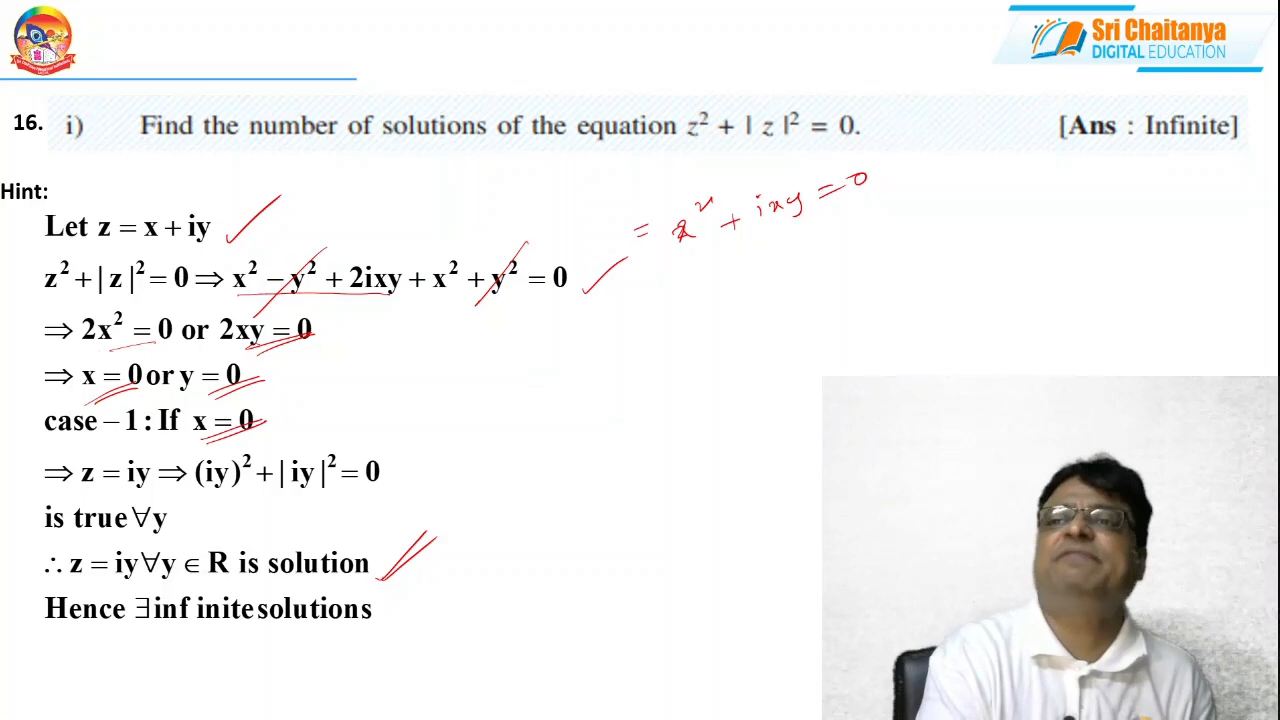 Sri Chaitanya
DIGITAL EDUCATION
16. i) Find the number of solutions of the equation z² + | z |² = 0. [Ans : Infinite]
Hint:
Let z = x + iy
= x² + ixy = 0
z² + | z |² = 0 ⇒ x² − y² + 2ixy + x² + y² = 0
⇒ 2x² = 0 or 2xy = 0
⇒ x = 0 or y = 0
case − 1 : If x = 0
⇒ z = iy ⇒ (iy)² + | iy |² = 0
is true ∀y
∴ z = iy∀y ∈ R is solution
Hence ∃ inf inite solutions